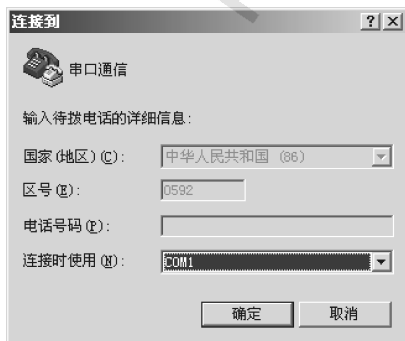 连接到
串口通信
输入待拨电话的详细信息:
国家(地区)(C): 中华人民共和国 (86)
区号(E): 0592
电话号码(P):
连接时使用(N): COM1
确定 取消